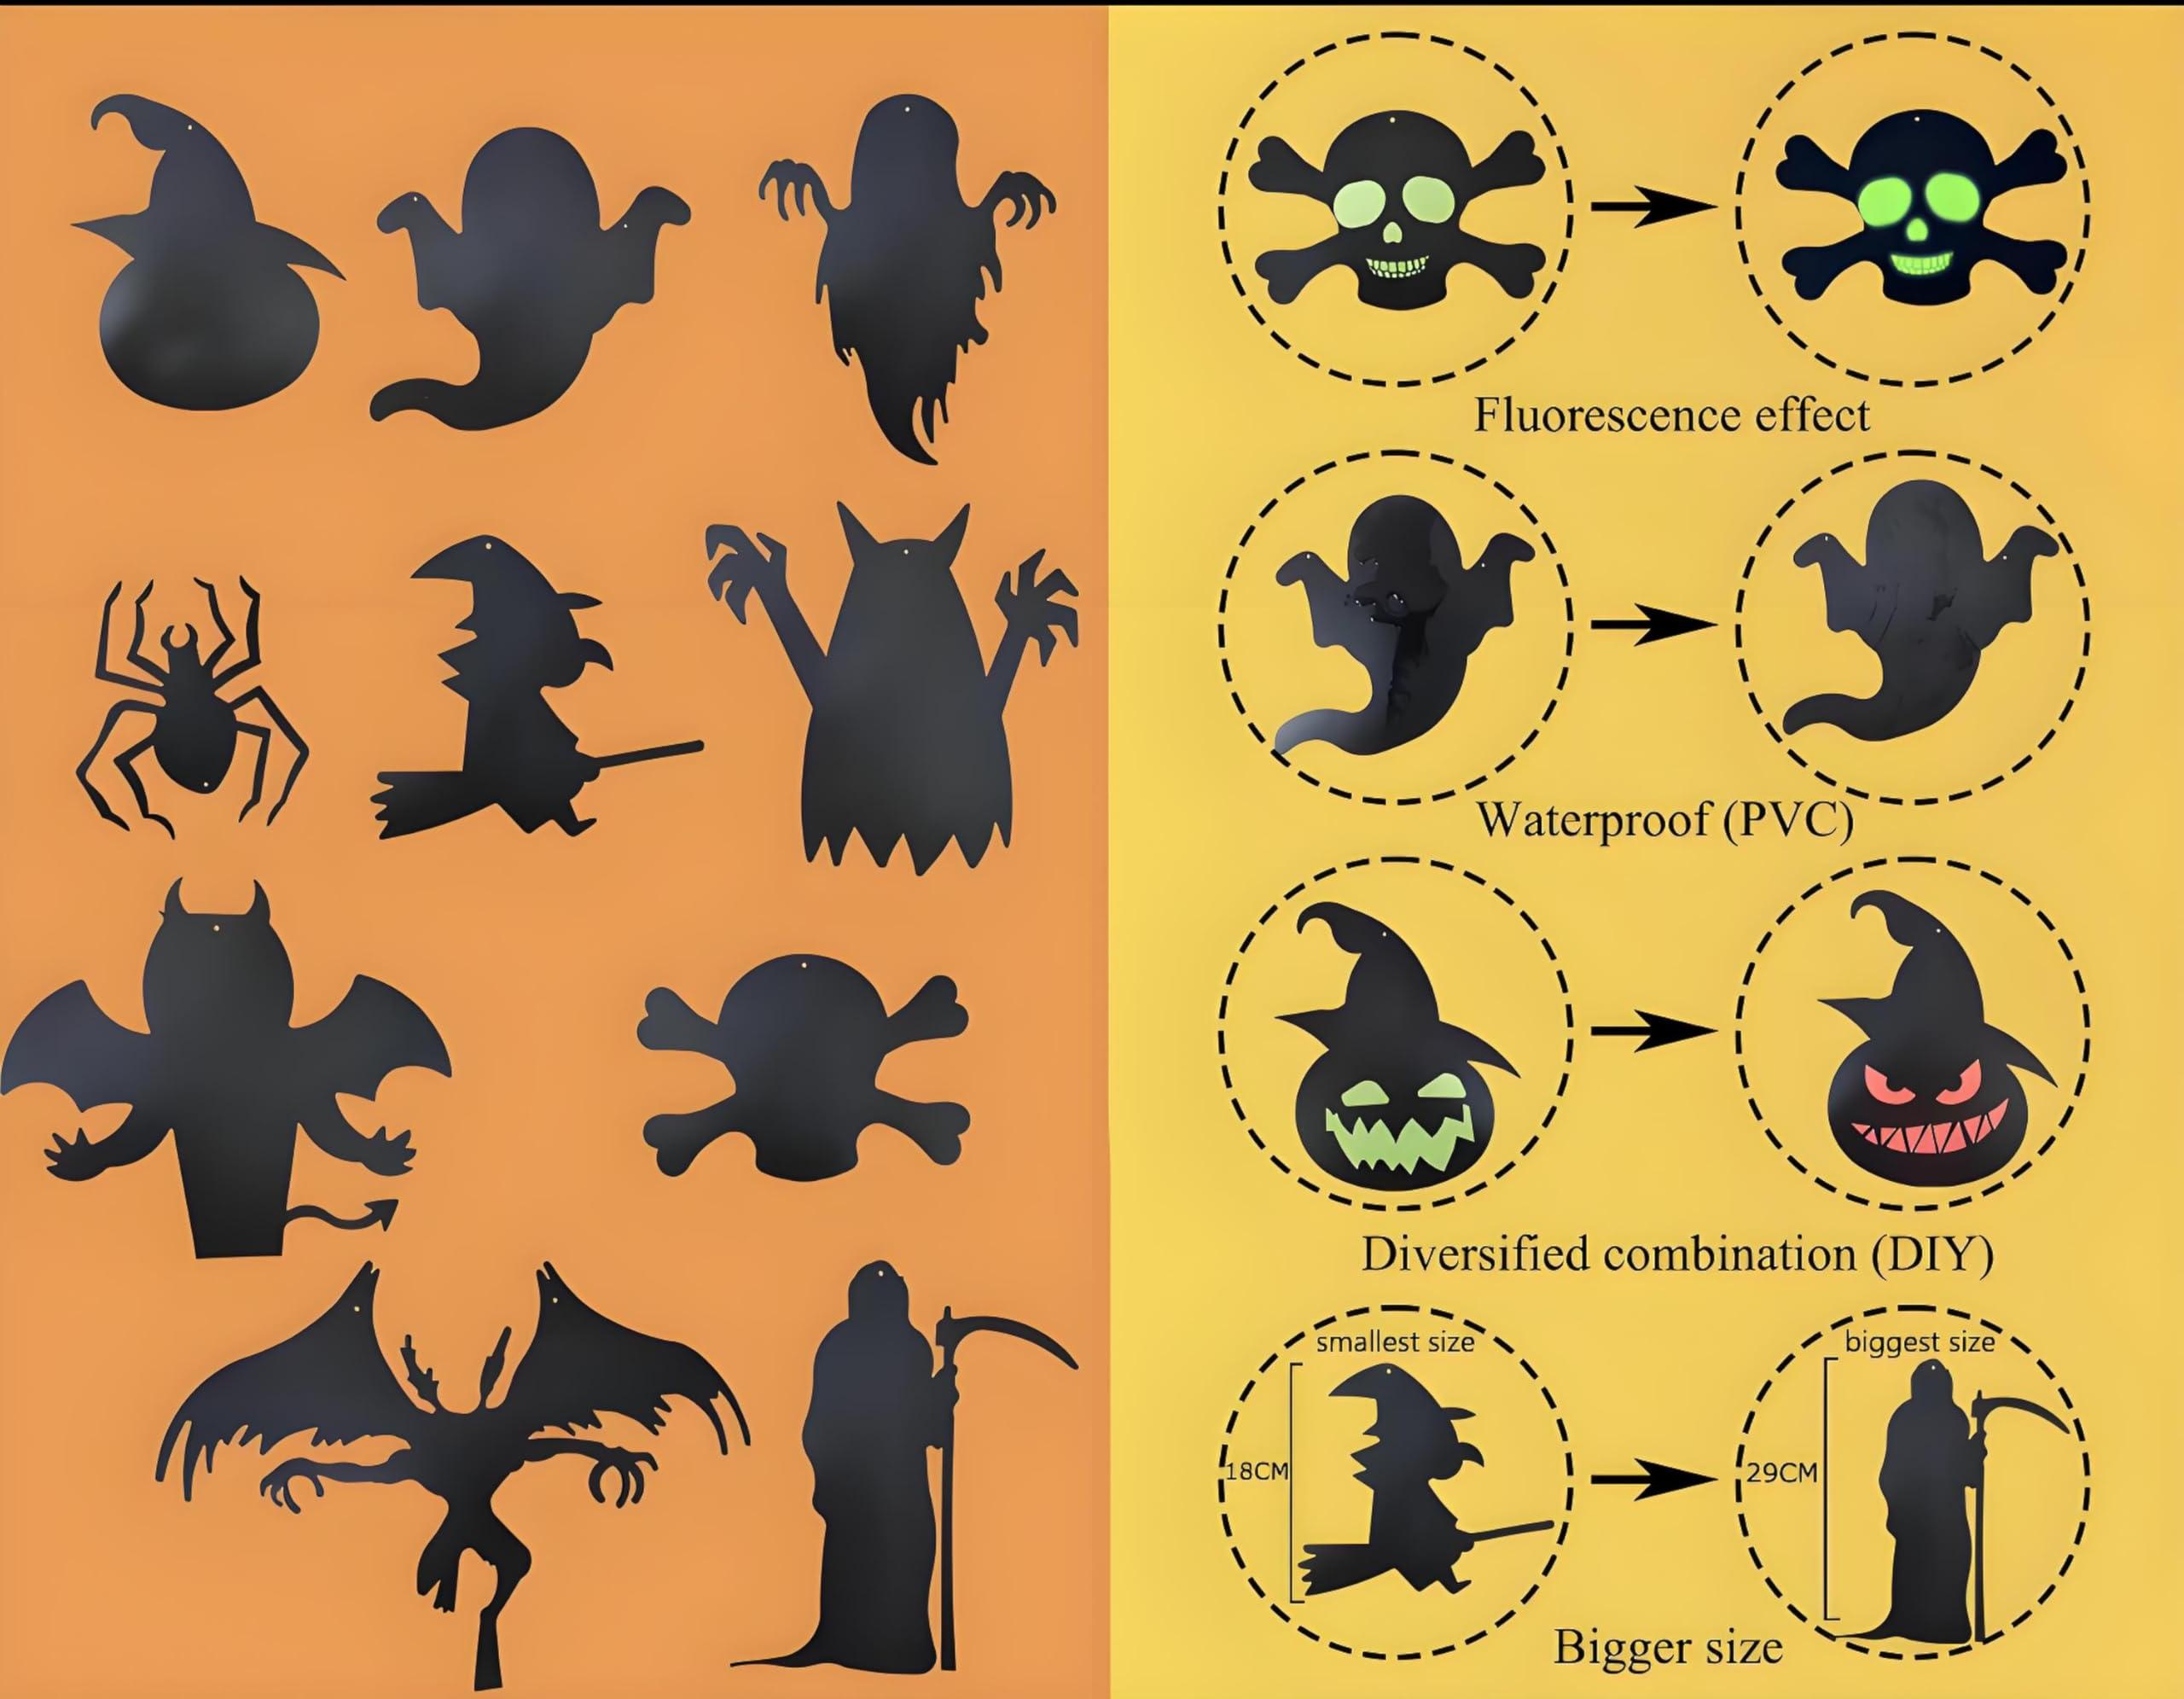 Fluorescence effect
Waterproof (PVC)
Diversified combination (DIY)
smallest size
biggest size
18CM
29CM
Bigger size